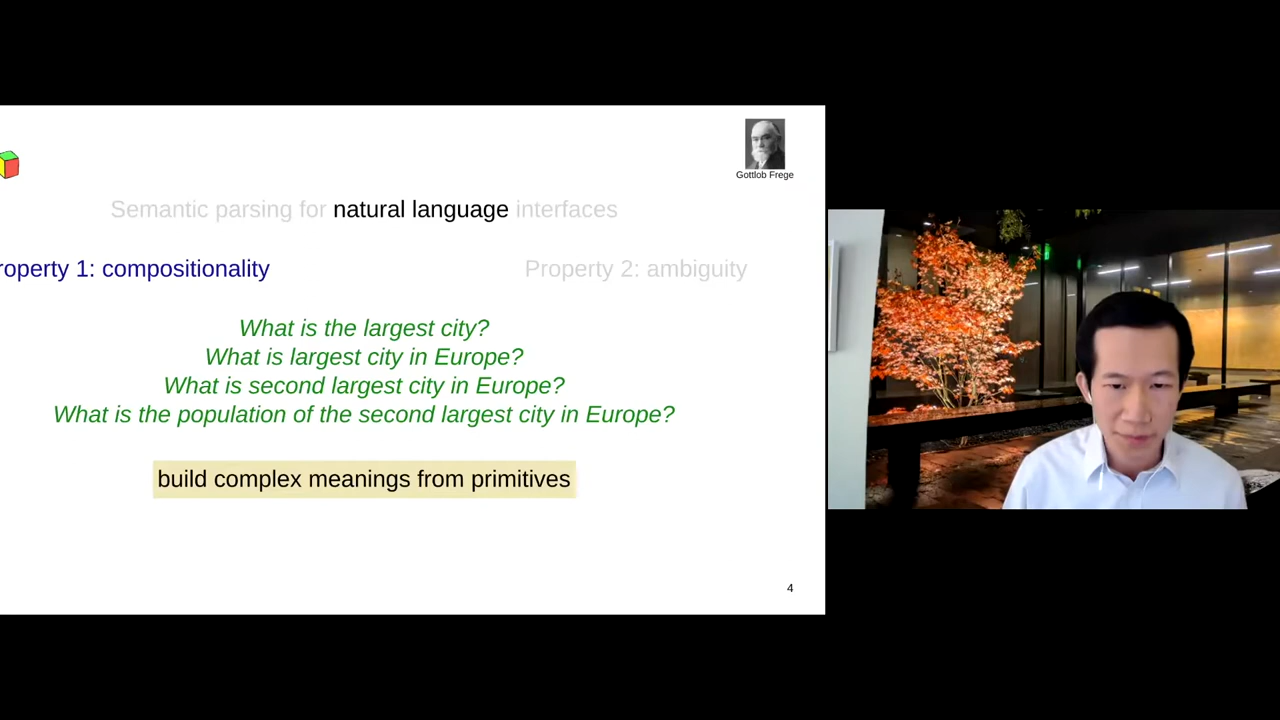 Gottlob Frege
Semantic parsing for natural language interfaces
roperty 1: compositionality
Property 2: ambiguity
What is the largest city?
What is largest city in Europe?
What is second largest city in Europe?
What is the population of the second largest city in Europe?
build complex meanings from primitives
4